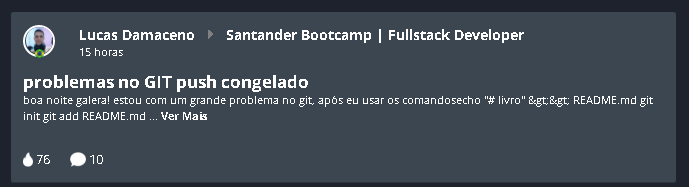 Lucas Damaceno Santander Bootcamp | Fullstack Developer
15 horas
problemas no GIT push congelado
boa noite galera! estou com um grande problema no git, após eu usar os comandosecho "# livro" &gt;&gt; README.md git
init git add README.md ... Ver Mais
76 10